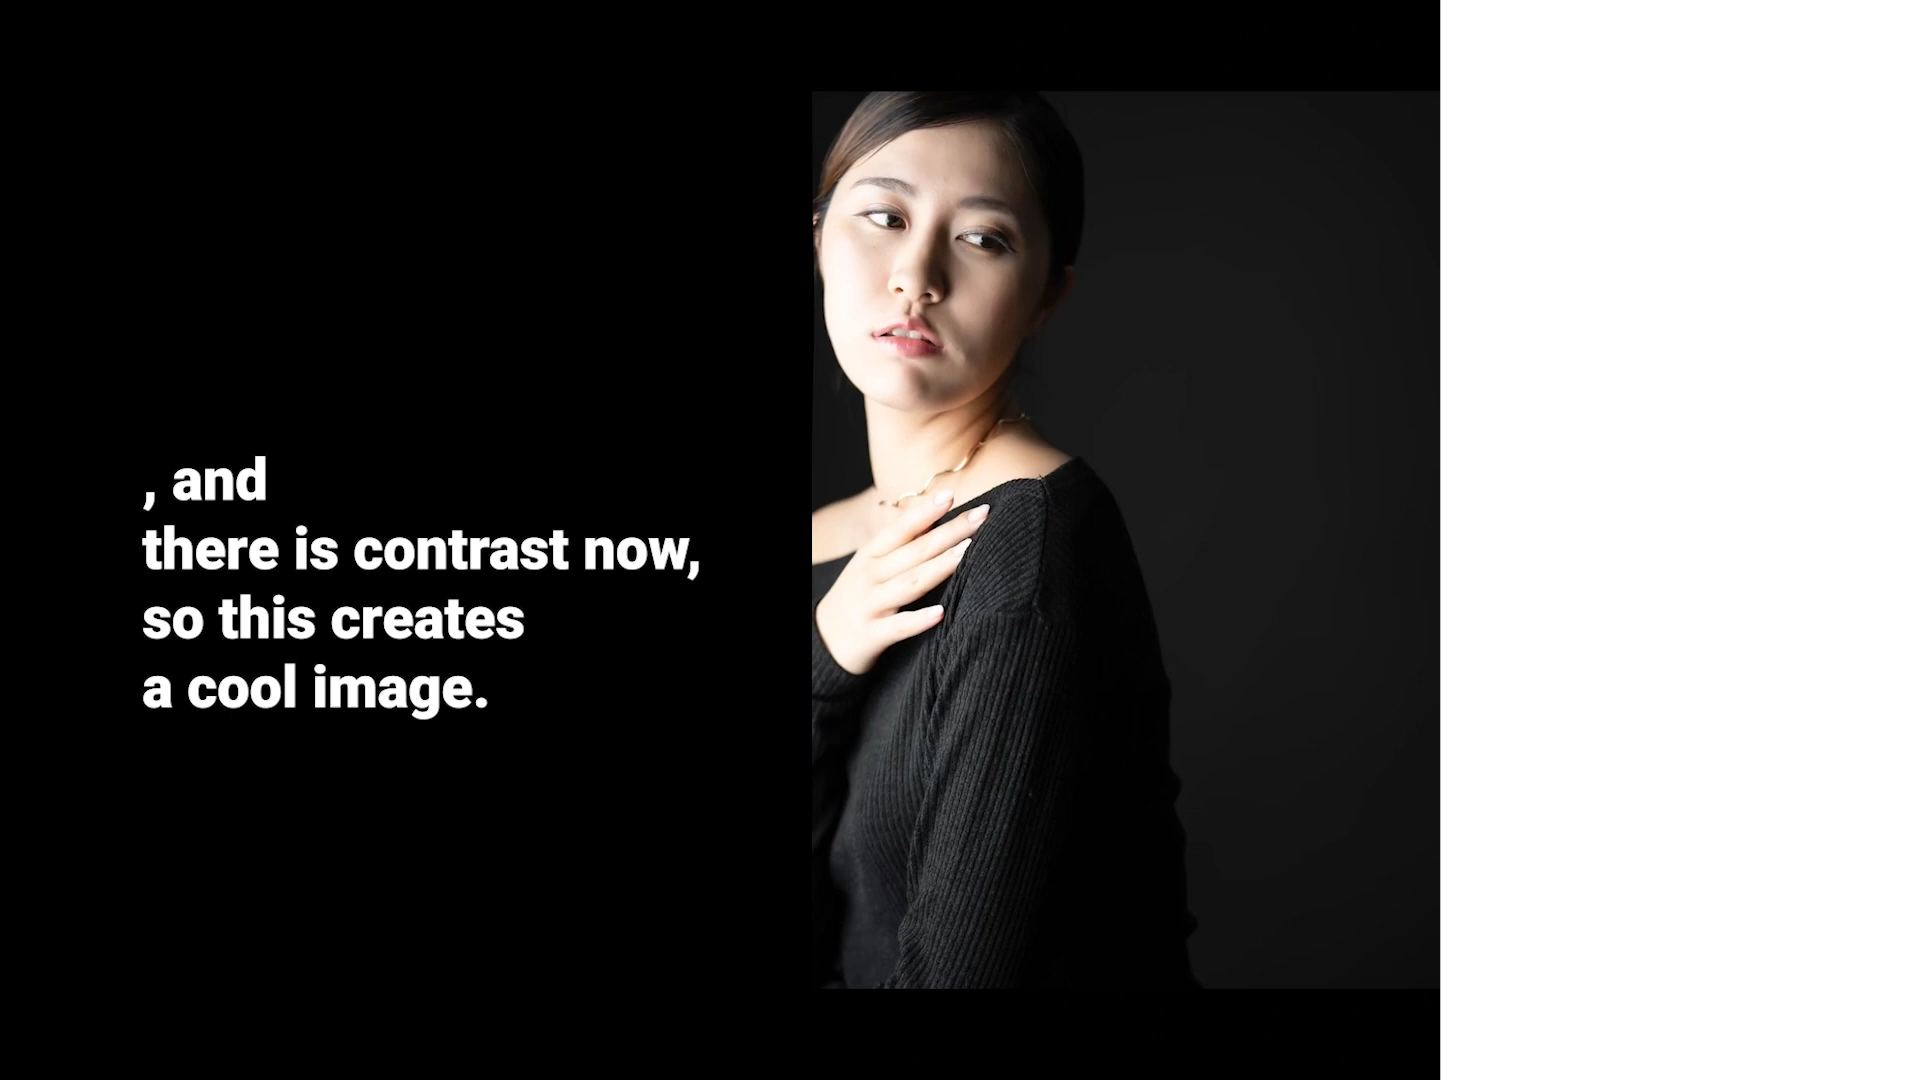 , and
there is contrast now,
so this creates
a cool image.